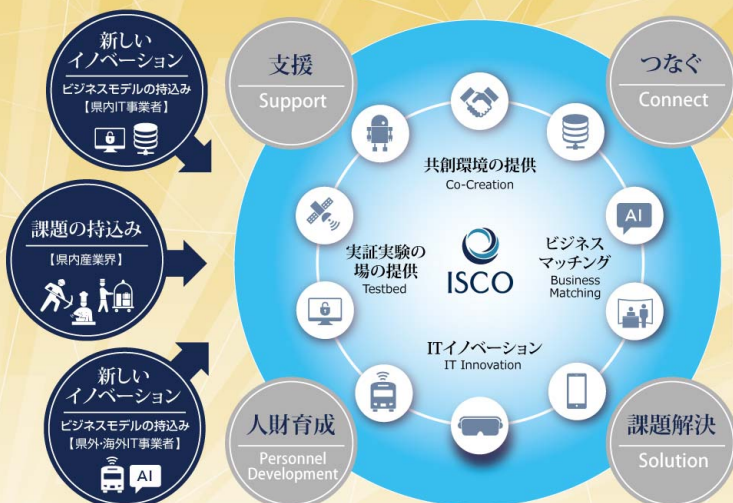 新しい
イノベーション
ビジネスモデルの持込み
【県内IT事業者】
課題の持込み
【県内産業界】
新しい
イノベーション
ビジネスモデルの持込み
【県外・海外IT事業者】
AI
支援
Support
つなぐ
Connect
共創環境の提供
Co-Creation
AI
実証実験の
場の提供
Testbed
ISCO
ビジネス
マッチング
Business
Matching
ITイノベーション
IT Innovation
人財育成
Personnel
Development
課題解決
Solution